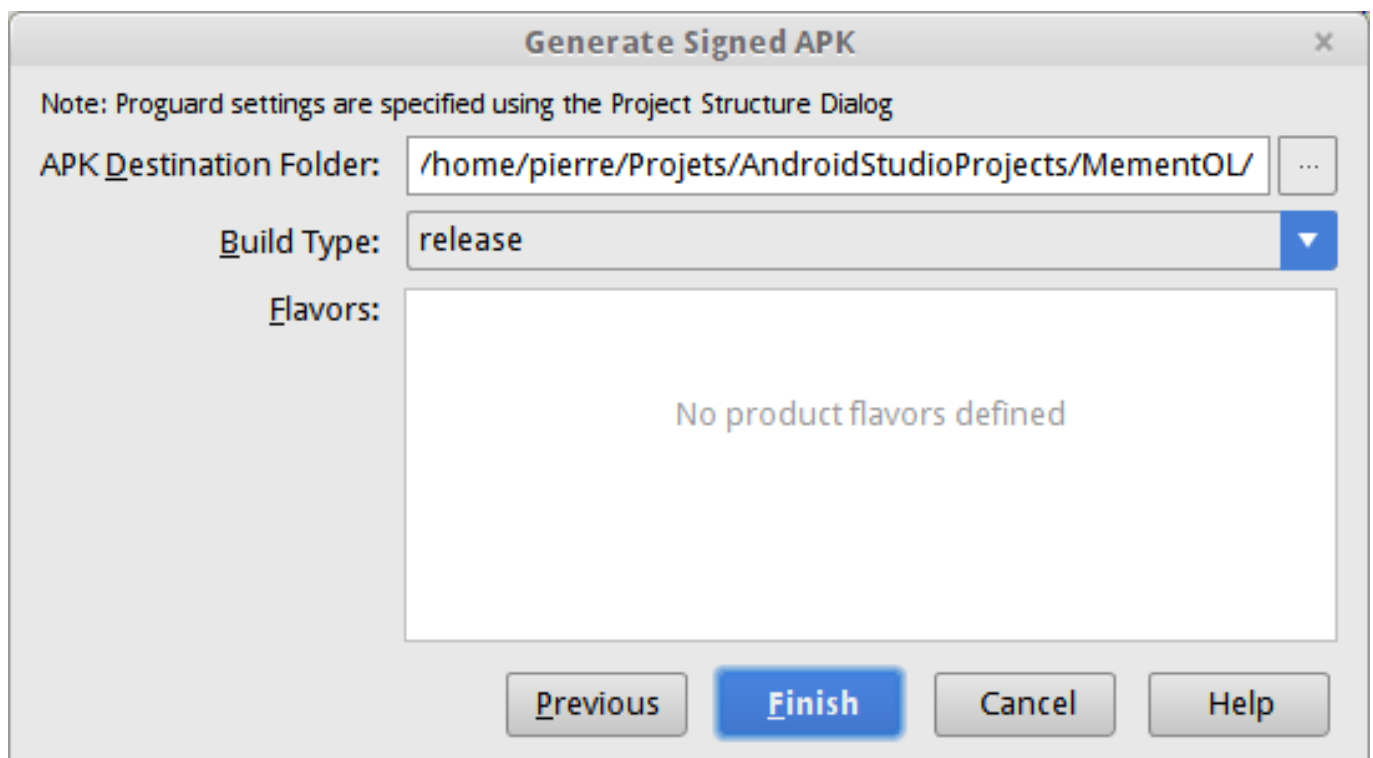 Generate Signed APK
Note: Proguard settings are specified using the Project Structure Dialog
APK Destination Folder: /home/pierre/Projets/AndroidStudioProjects/MementOL/ ...
Build Type: release
Flavors:
No product flavors defined
Previous Finish Cancel Help